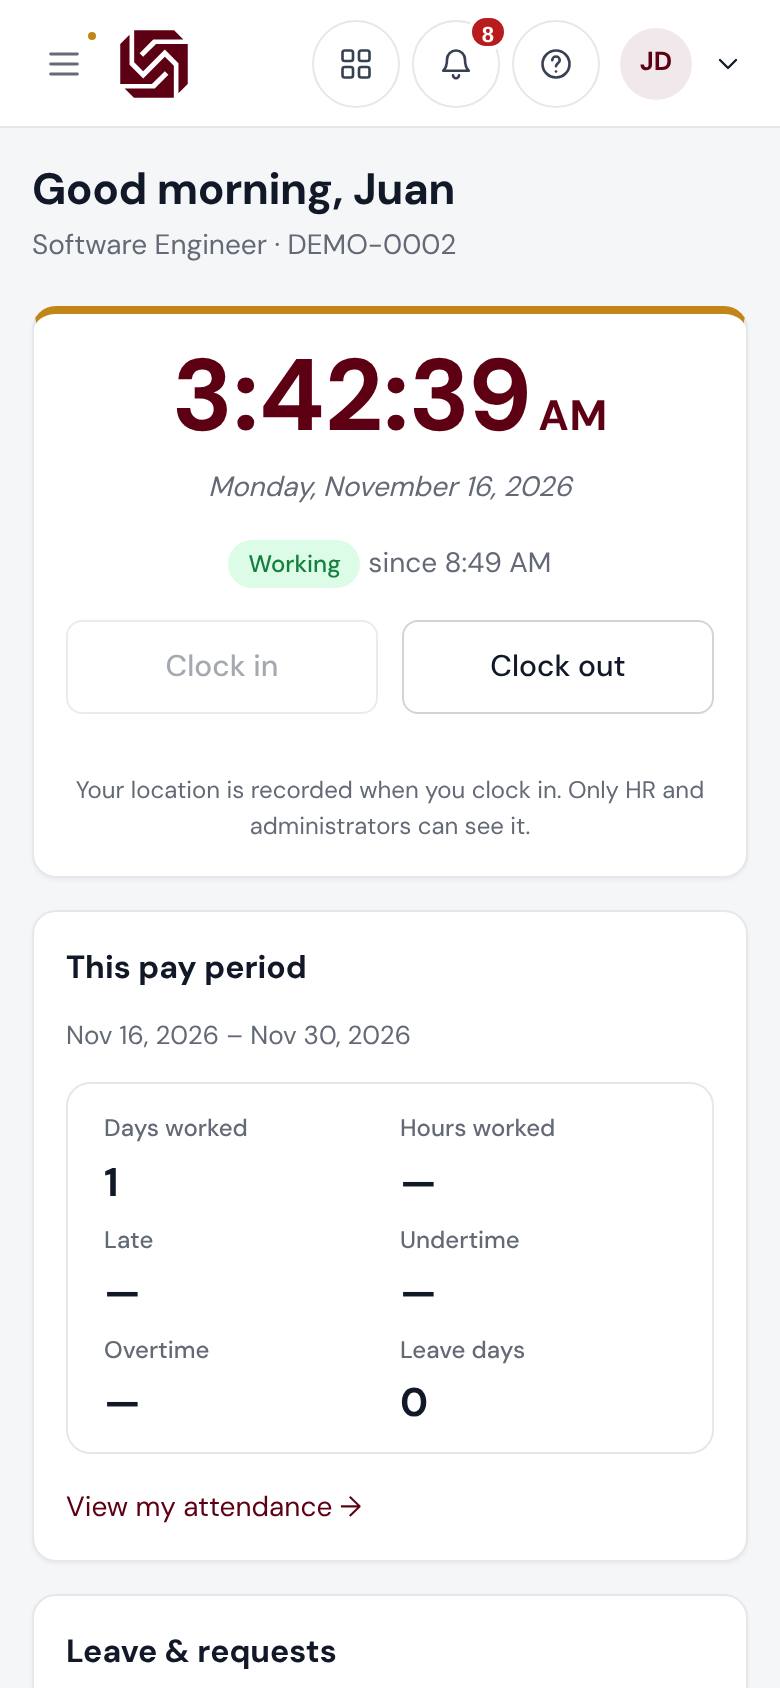 8
JD
Good morning, Juan
Software Engineer · DEMO-0002
3:42:39 AM
Monday, November 16, 2026
Working since 8:49 AM
Clock in
Clock out
Your location is recorded when you clock in. Only HR and
administrators can see it.
This pay period
Nov 16, 2026 – Nov 30, 2026
Days worked
Hours worked
1
—
Late
Undertime
—
—
Overtime
Leave days
—
0
View my attendance →
Leave & requests